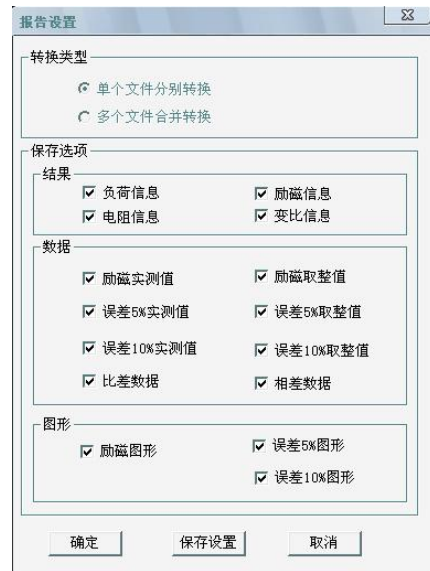 报告设置
转换类型
单个文件分别转换
多个文件合并转换
保存选项
结果
负荷信息 励磁信息
电阻信息 变比信息
数据
励磁实测值 励磁取整值
误差5%实测值 误差5%取整值
误差10%实测值 误差10%取整值
比差数据 相差数据
图形
励磁图形 误差5%图形
误差10%图形
确定 保存设置 取消